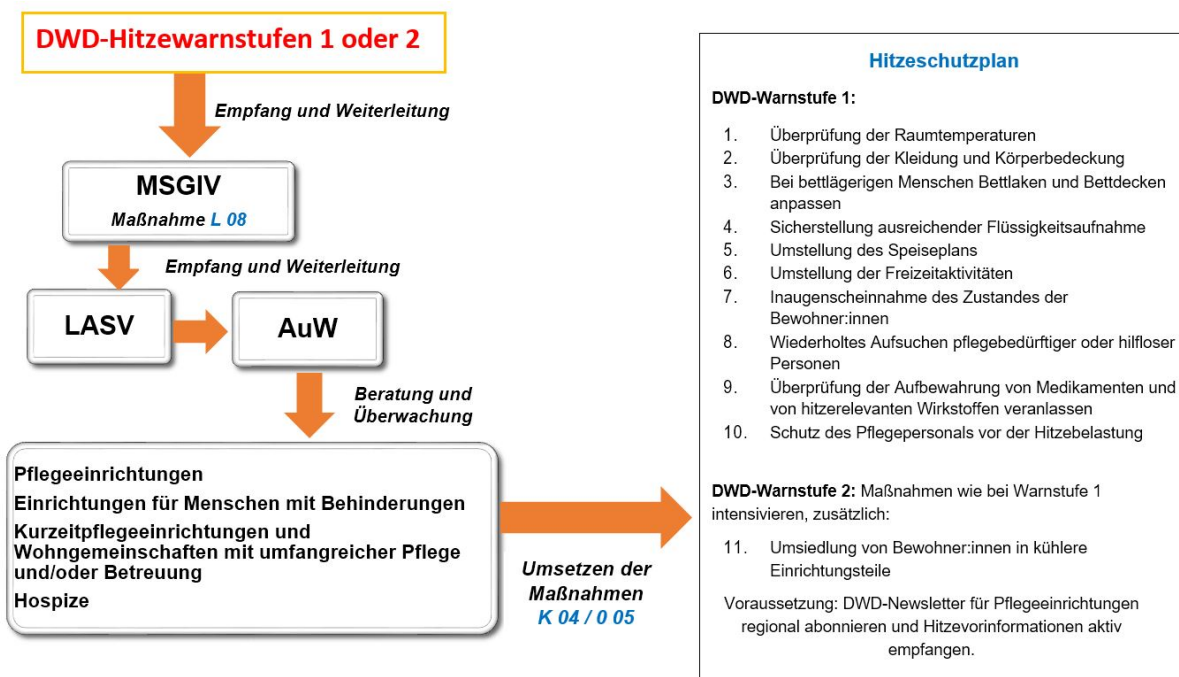 DWD-Hitzewarnstufen 1 oder 2
Empfang und Weiterleitung
MSGIV
Maßnahme L 08
Empfang und Weiterleitung
LASV
AuW
Beratung und
Überwachung
Pflegeeinrichtungen
Einrichtungen für Menschen mit Behinderungen
Kurzeitpflegeeinrichtungen und
Wohngemeinschaften mit umfangreicher Pflege
und/oder Betreuung
Hospize
Umsetzen der
Maßnahmen
K 04 / 0 05
Hitzeschutzplan
DWD-Warnstufe 1:
1. Überprüfung der Raumtemperaturen
2. Überprüfung der Kleidung und Körperbedeckung
3. Bei bettlägerigen Menschen Bettlaken und Bettdecken
anpassen
4. Sicherstellung ausreichender Flüssigkeitsaufnahme
5. Umstellung des Speiseplans
6. Umstellung der Freizeitaktivitäten
7. Inaugenscheinnahme des Zustandes der
Bewohner:innen
8. Wiederholtes Aufsuchen pflegebedürftiger oder hilfloser
Personen
9. Überprüfung der Aufbewahrung von Medikamenten und
von hitzerelevanten Wirkstoffen veranlassen
10. Schutz des Pflegepersonals vor der Hitzebelastung
DWD-Warnstufe 2: Maßnahmen wie bei Warnstufe 1
intensivieren, zusätzlich:
11. Umsiedlung von Bewohner:innen in kühlere
Einrichtungsteile
Voraussetzung: DWD-Newsletter für Pflegeeinrichtungen
regional abonnieren und Hitzevorinformationen aktiv
empfangen.